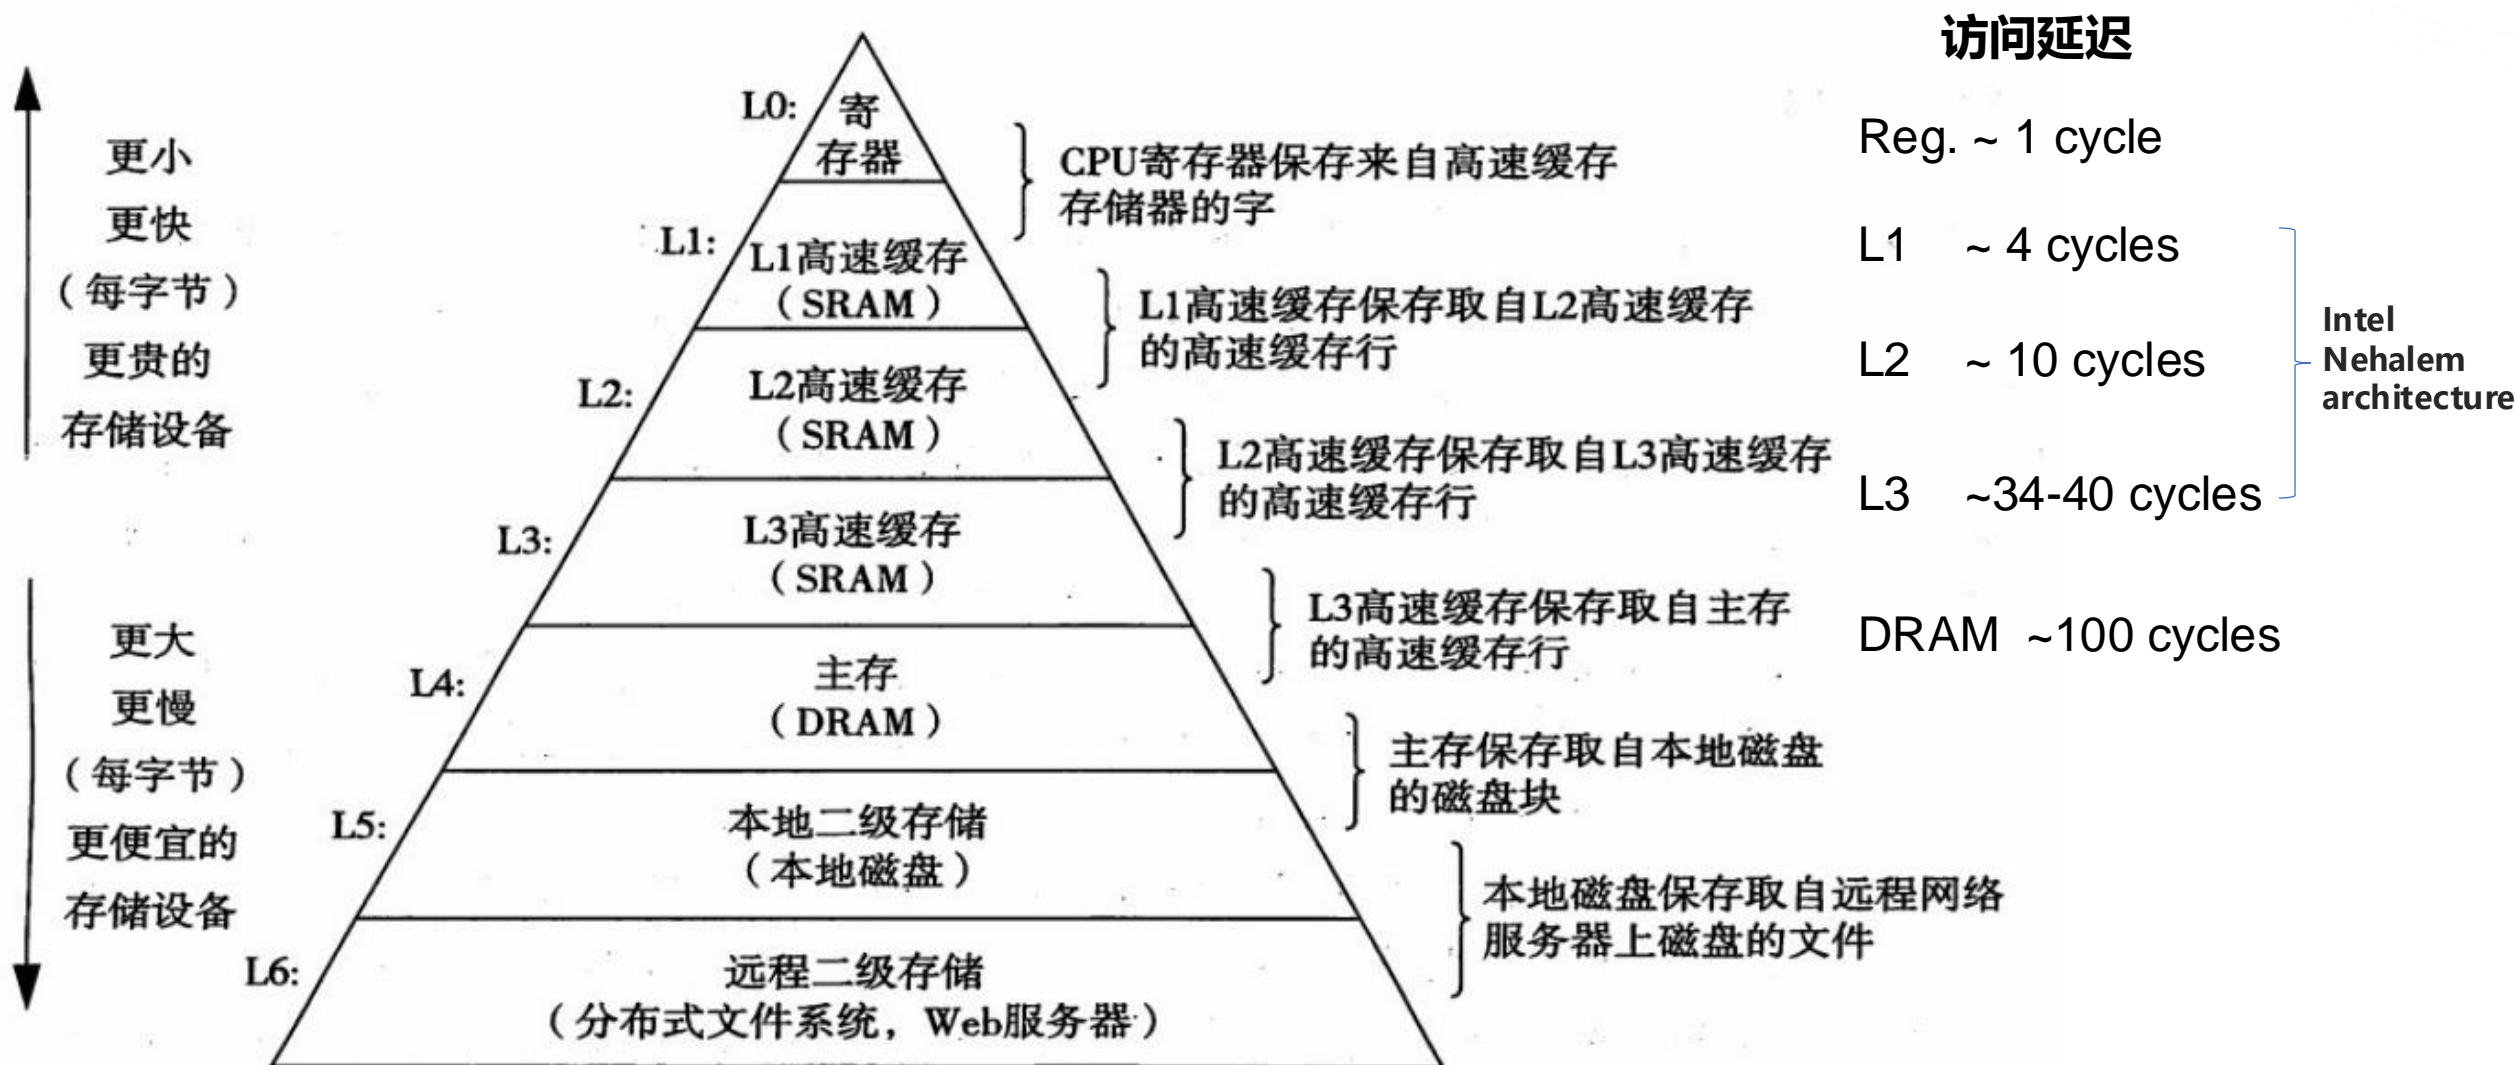 访问延迟
更小
更快
（每字节）
更贵的
存储设备
更大
更慢
（每字节）
更便宜的
存储设备
L0:
寄
存器
L1:
L1高速缓存
（SRAM）
L2:
L2高速缓存
（SRAM）
L3:
L3高速缓存
（SRAM）
L4:
主存
（DRAM）
L5:
本地二级存储
（本地磁盘）
L6:
远程二级存储
（分布式文件系统，Web服务器）
CPU寄存器保存来自高速缓存
存储器的字
L1高速缓存保存取自L2高速缓存
的高速缓存行
L2高速缓存保存取自L3高速缓存
的高速缓存行
L3高速缓存保存取自主存
的高速缓存行
主存保存取自本地磁盘
的磁盘块
本地磁盘保存取自远程网络
服务器上磁盘的文件
Reg. ~ 1 cycle
L1 ~ 4 cycles
L2 ~ 10 cycles
L3 ~34-40 cycles
DRAM ~100 cycles
Intel
Nehalem
architecture